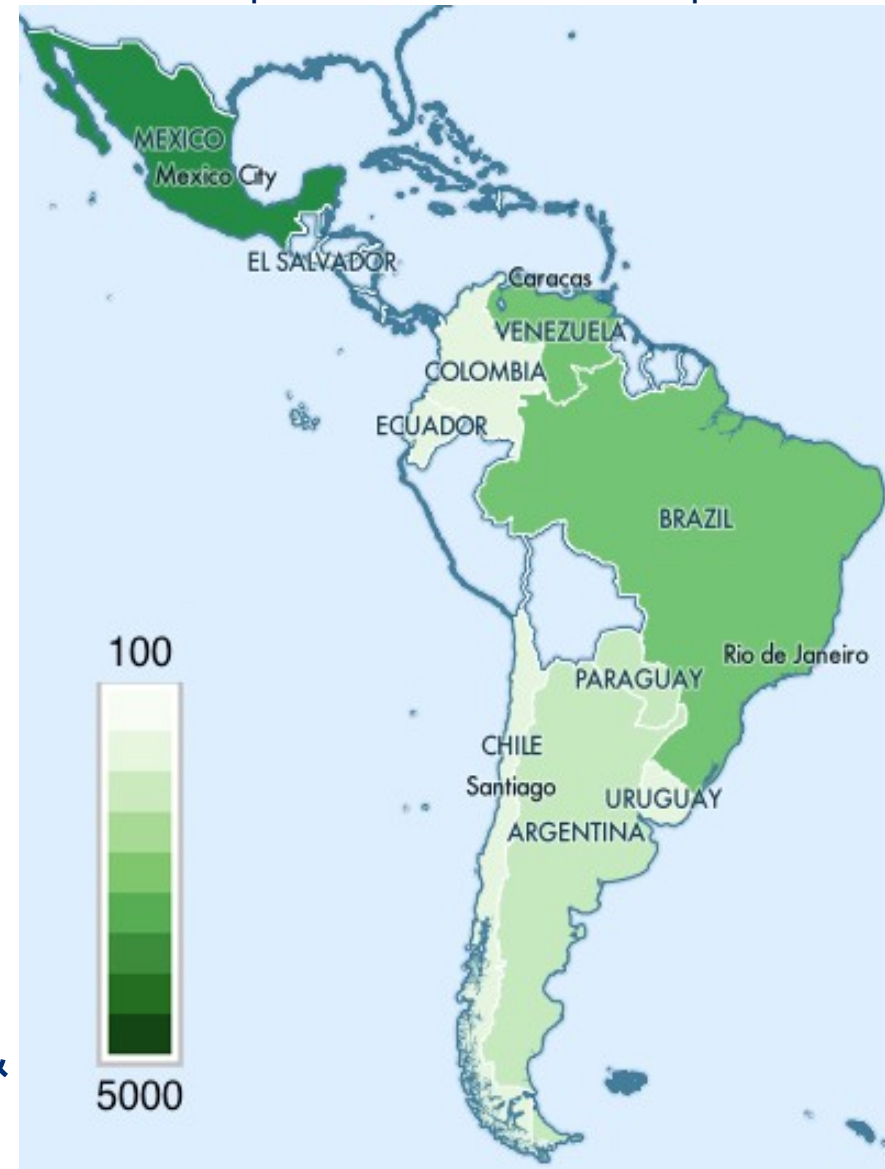 MEXICO
Mexico City
EL SALVADOR
Caracas
VENEZUELA
COLOMBIA
ECUADOR
BRAZIL
100
Rio de Janeiro
PARAGUAY
CHILE
Santiago
URUGUAY
ARGENTINA
&
5000